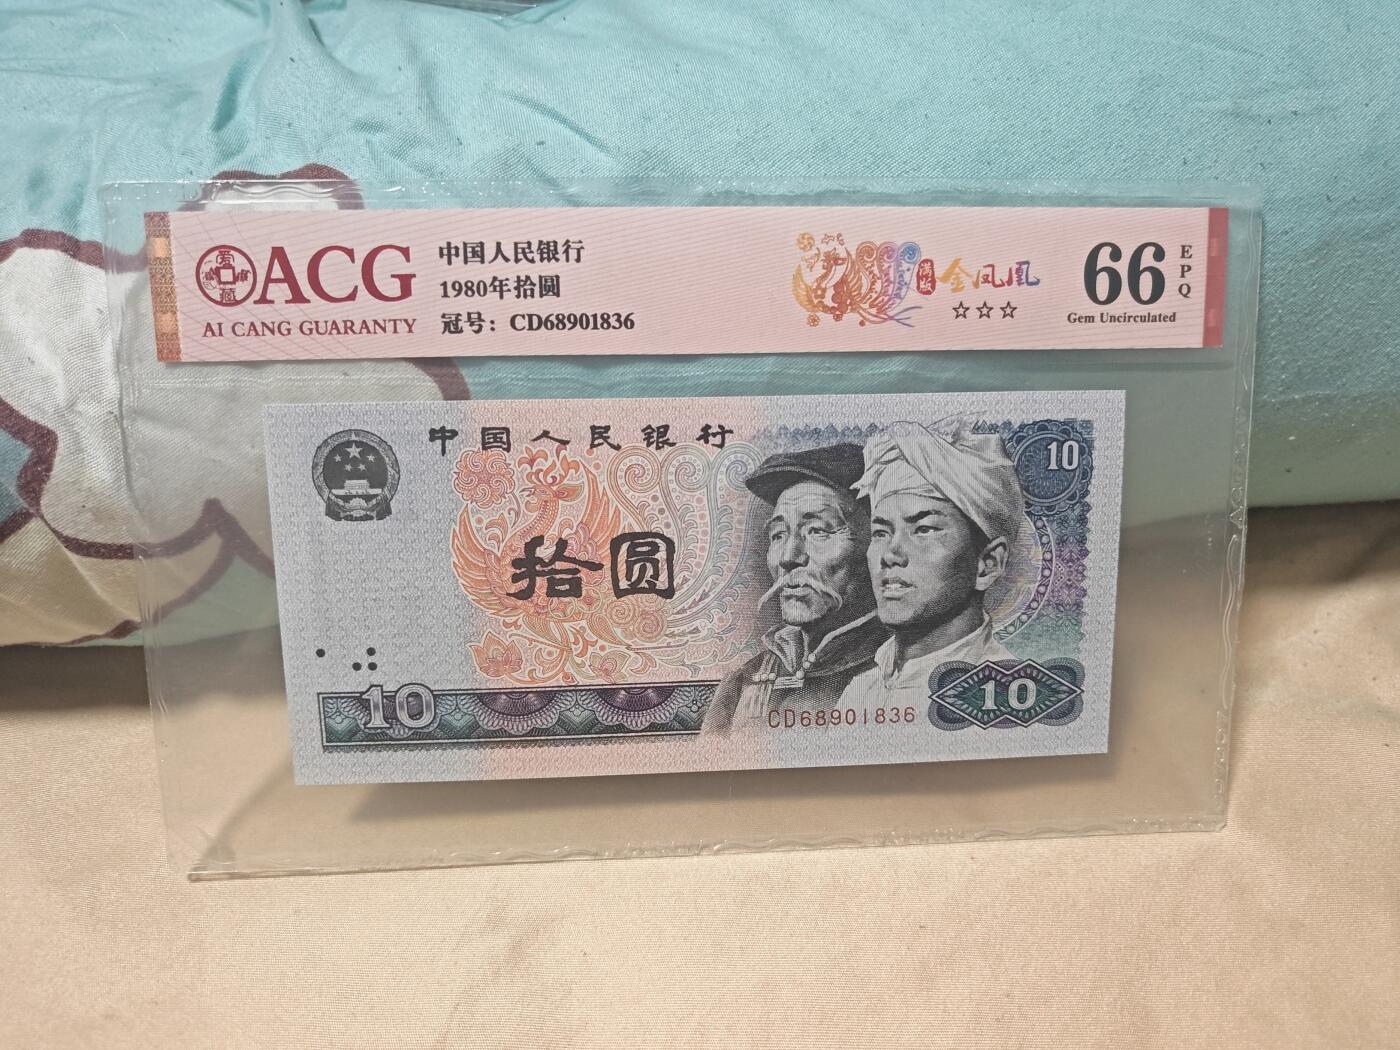 爱藏
ACG
AI CANG GUARANTY
中国人民银行
1980年拾圆
冠号：CD68901836
满版
金凤凰
☆☆☆
66
EPQ
Gem Uncirculated
中国人民银行
10
拾圆
10
CD68901836
10